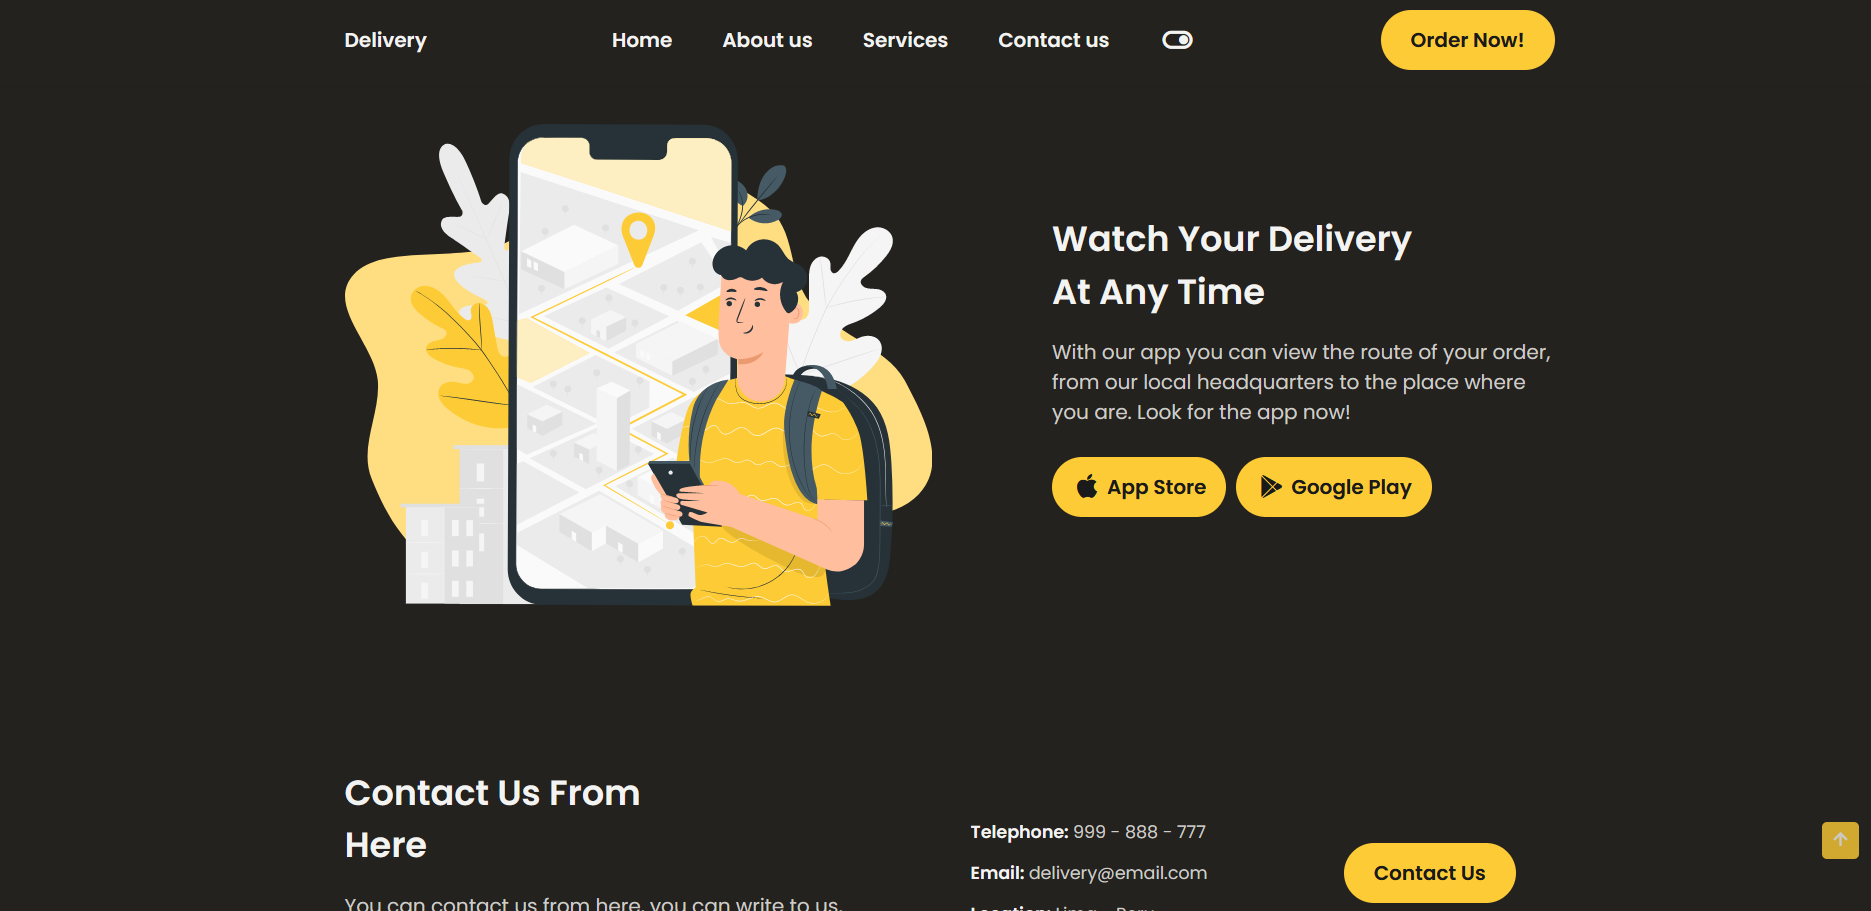 Delivery
Home
About us
Services
Contact us
Order Now!
Watch Your Delivery
At Any Time
With our app you can view the route of your order,
from our local headquarters to the place where
you are. Look for the app now!
App Store
Google Play
Contact Us From
Here
You can contact us from here, you can write to us,
Telephone: 999 - 888 - 777
Email: delivery@email.com
Location: Lima - Peru
Contact Us